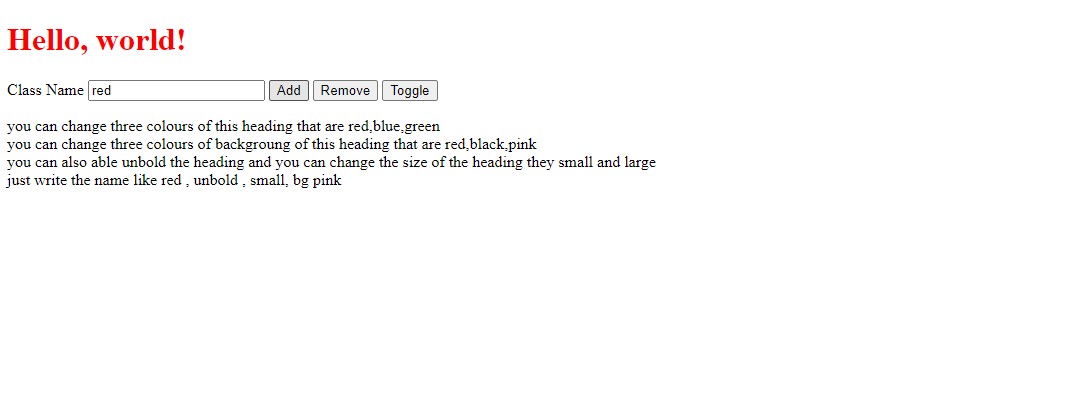 Hello, world!
Class Name red Add Remove Toggle
you can change three colours of this heading that are red,blue,green
you can change three colours of backgroung of this heading that are red,black,pink
you can also able unbold the heading and you can change the size of the heading they small and large
just write the name like red , unbold , small, bg pink